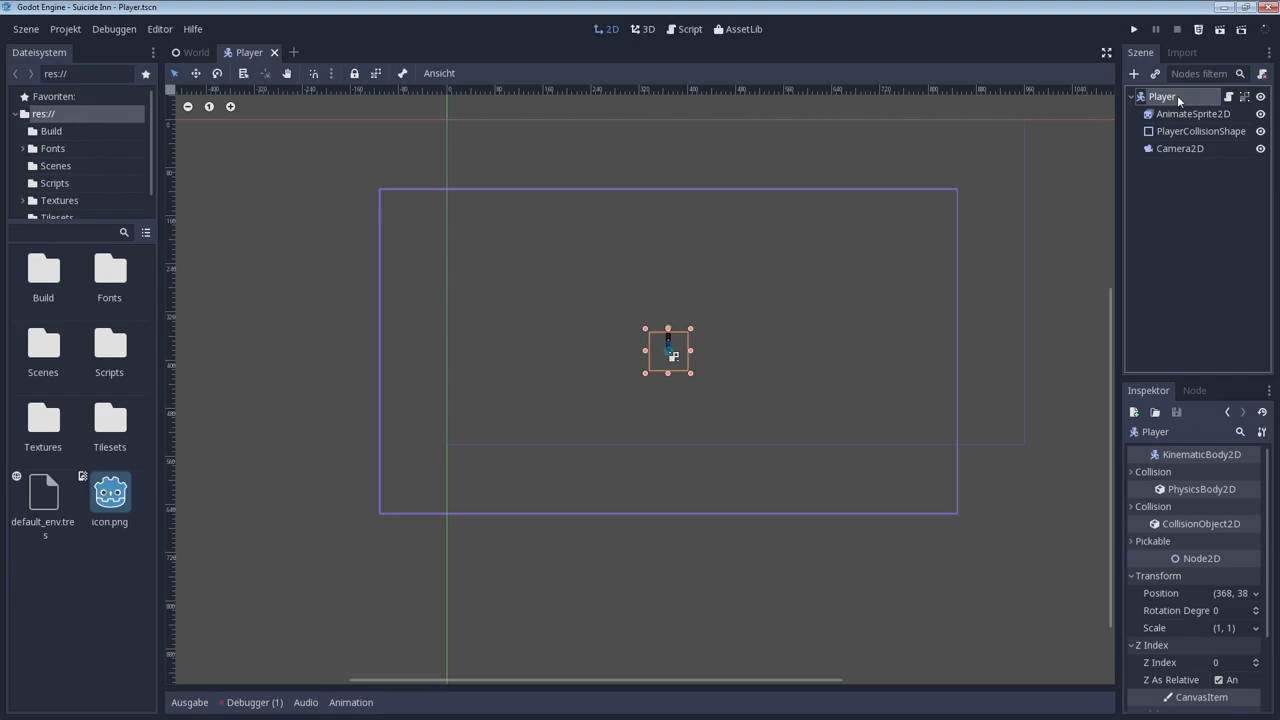 Godot Engine - Suicide Inn - Player.tscn
Szene Projekt Debuggen Editor Hilfe
2D 3D Script AssetLib
Dateisystem
World Player
Szene Import
res://
Ansicht
Nodes filtern
Favoriten:
res://
Build
Fonts
Scenes
Scripts
Textures
Tilesets
Player
AnimateSprite2D
PlayerCollisionShape
Camera2D
Build Fonts
Scenes Scripts
Textures Tilesets
default_env.tre
s
icon.png
Inspektor Node
Player
KinematicBody2D
Collision
PhysicsBody2D
Collision
CollisionObject2D
Pickable
Node2D
Transform
Position (368, 38
Rotation Degre 0
Scale (1, 1)
Z Index
Z Index 0
Z As Relative An
CanvasItem
Ausgabe Debugger (1) Audio Animation